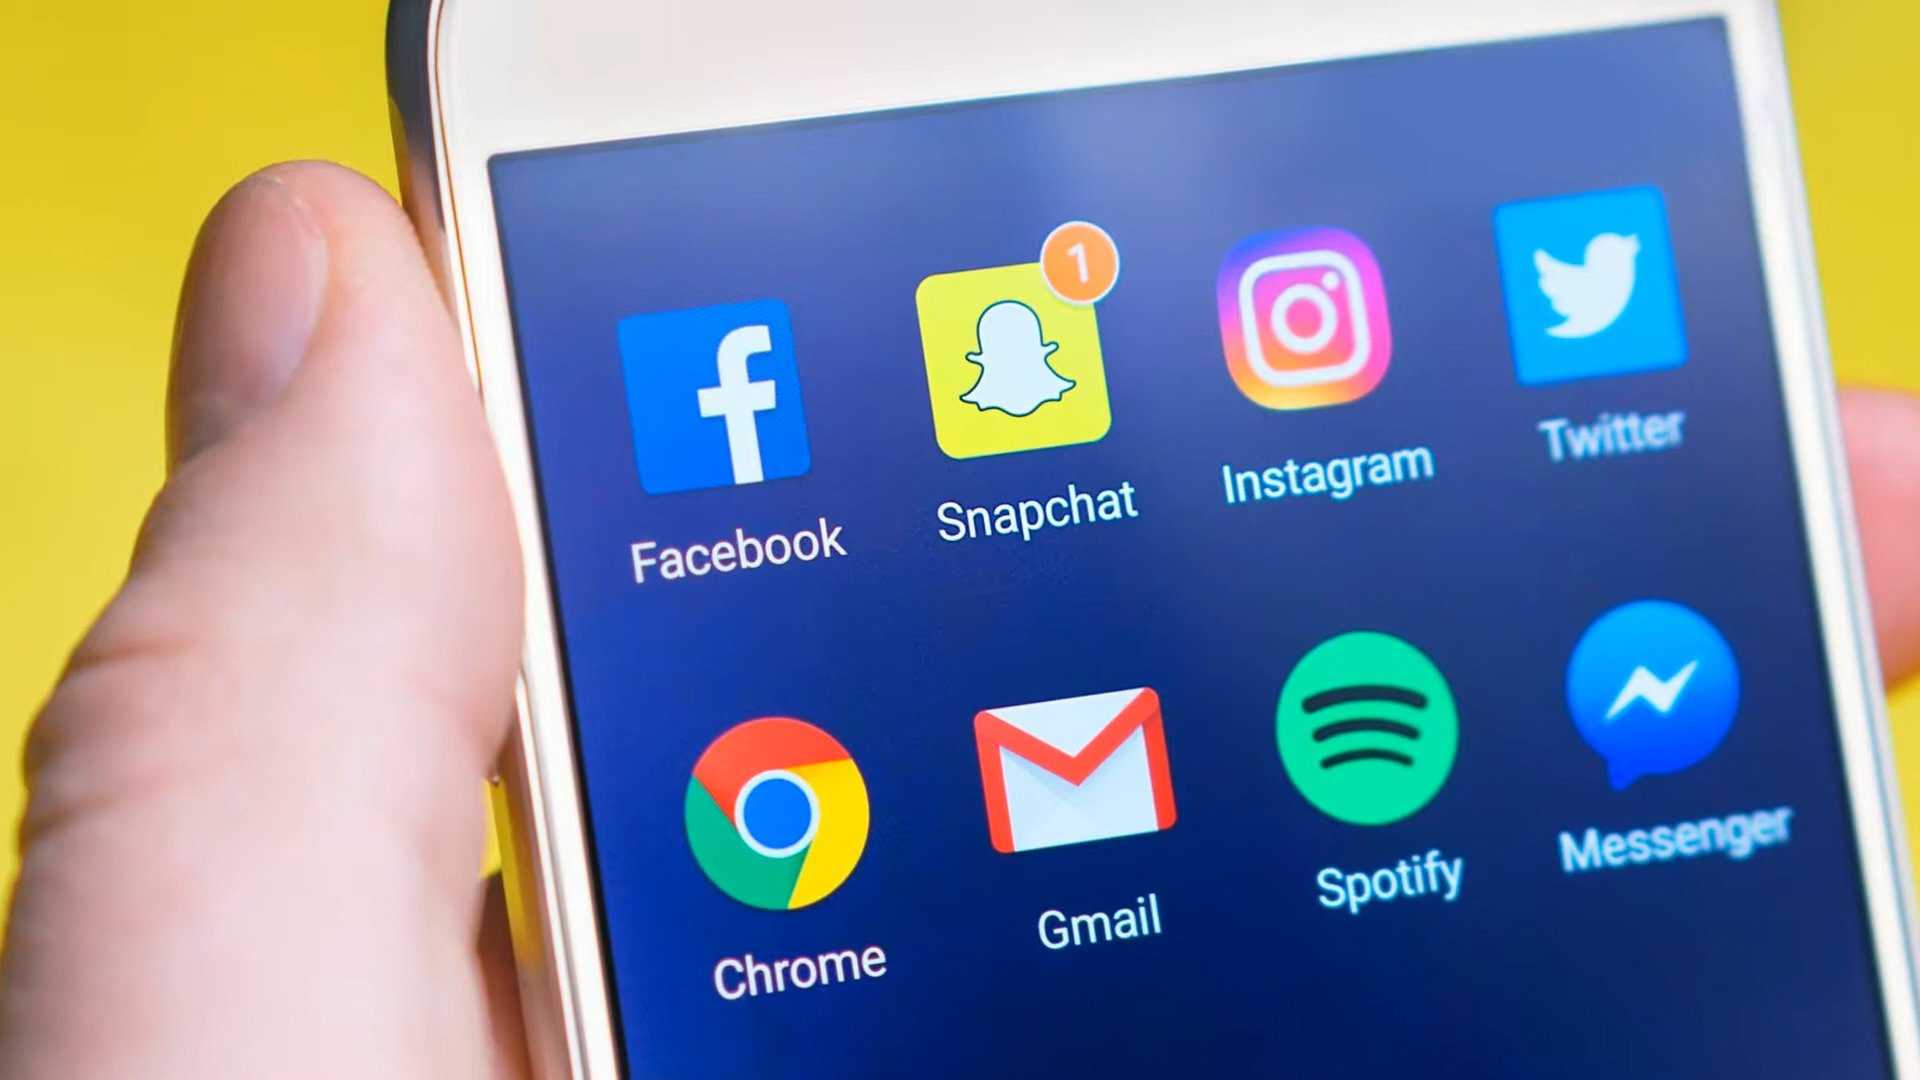 1
Facebook
Snapchat
Instagram
Twitter
Chrome
Gmail
Spotify
Messenger